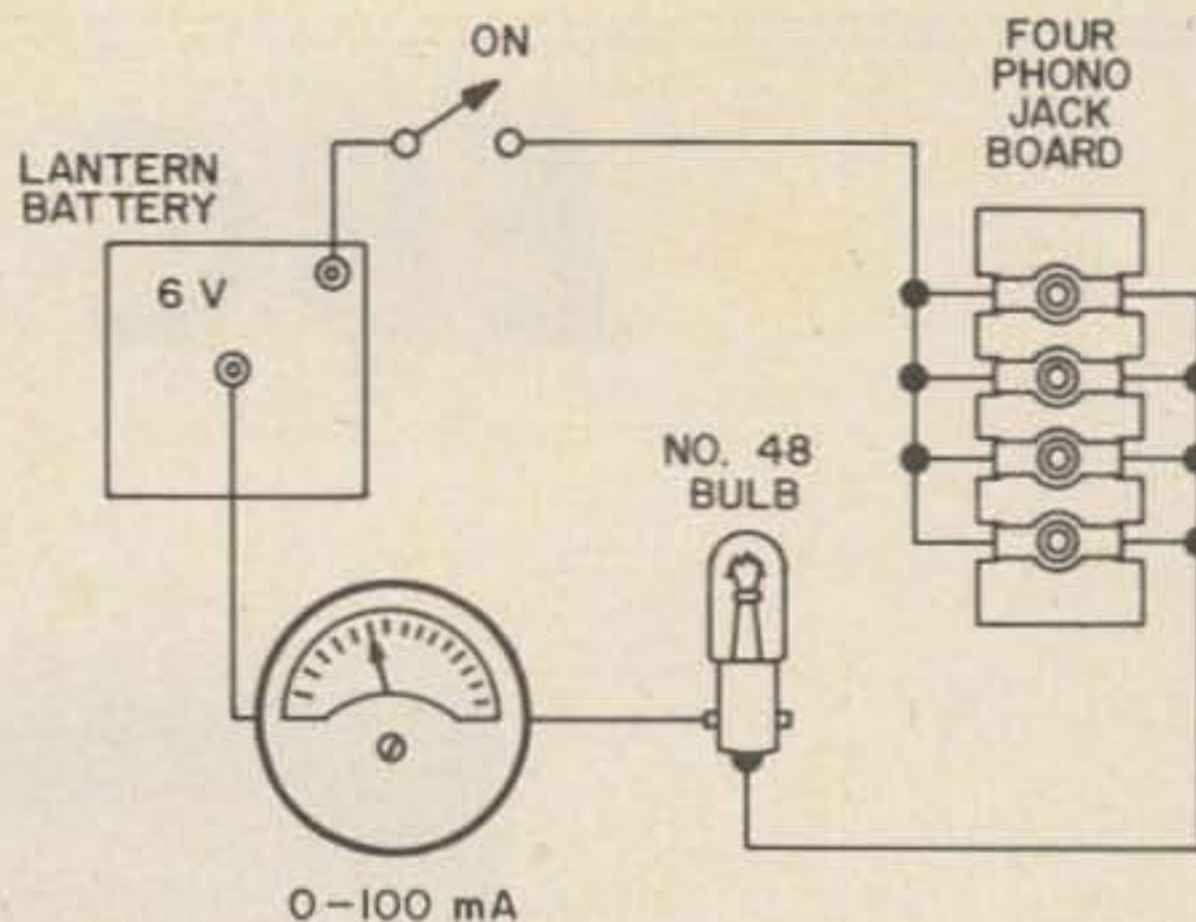 ON
FOUR
PHONO
JACK
BOARD
LANTERN
BATTERY
6 V
NO. 48
BULB
0-100 mA